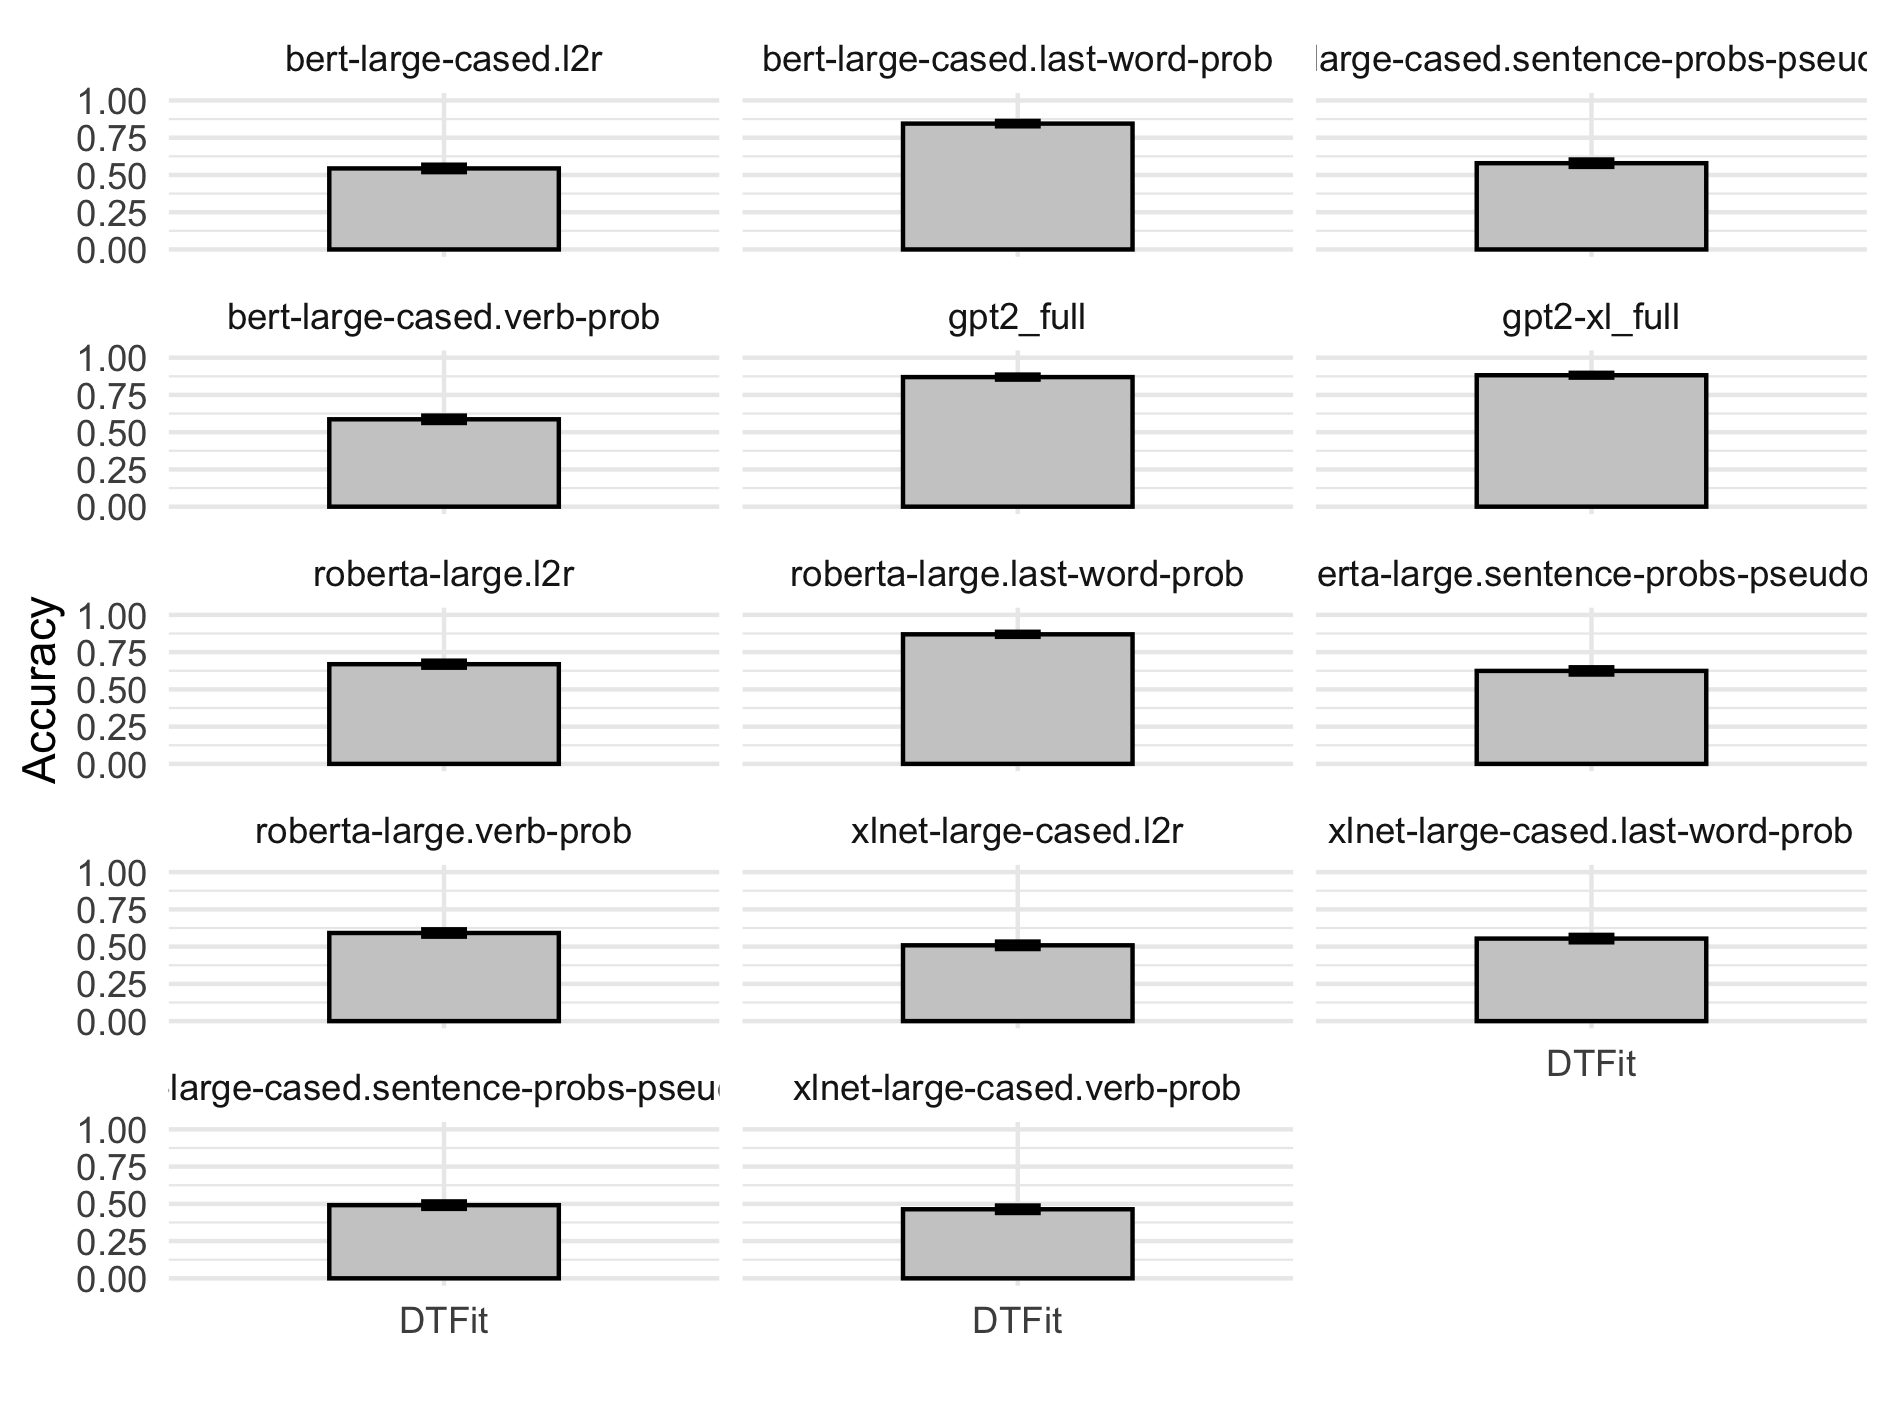 bert-large-cased.l2r
bert-large-cased.last-word-prob
large-cased.sentence-probs-pseu
1.00
0.75
0.50
0.25
0.00
bert-large-cased.verb-prob
gpt2_full
gpt2-xl_full
1.00
0.75
0.50
0.25
0.00
Accuracy
roberta-large.l2r
roberta-large.last-word-prob
erta-large.sentence-probs-pseudo
1.00
0.75
0.50
0.25
0.00
roberta-large.verb-prob
xlnet-large-cased.l2r
xlnet-large-cased.last-word-prob
1.00
0.75
0.50
0.25
0.00
DTFit
-large-cased.sentence-probs-pseu
xlnet-large-cased.verb-prob
1.00
0.75
0.50
0.25
0.00
DTFit
DTFit